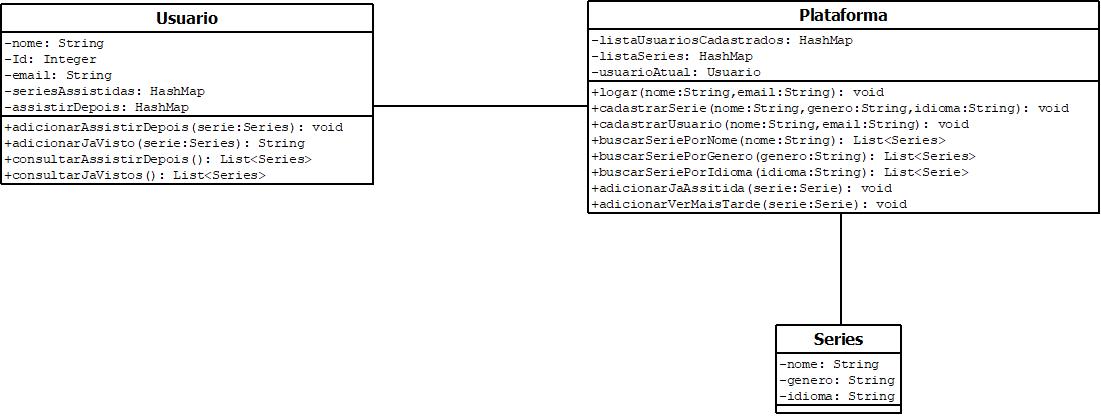 Usuario
-nome: String
-Id: Integer
-email: String
-seriesAssistidas: HashMap
-assistirDepois: HashMap
+adicionarAssistirDepois(serie:Series): void
+adicionarJaVisto(serie:Series): String
+consultarAssistirDepois(): List<Series>
+consultarJaVistos(): List<Series>
Plataforma
-listaUsuariosCadastrados: HashMap
-listaSeries: HashMap
-usuarioAtual: Usuario
+logar(nome:String,email:String): void
+cadastrarSerie(nome:String,genero:String,idioma:String): void
+cadastrarUsuario(nome:String,email:String): void
+buscarSeriePorNome(nome:String): List<Series>
+buscarSeriePorGenero(genero:String): List<Series>
+buscarSeriePorIdioma(idioma:String): List<Serie>
+adicionarJaAssitida(serie:Serie): void
+adicionarVerMaisTarde(serie:Serie): void
Series
-nome: String
-genero: String
-idioma: String